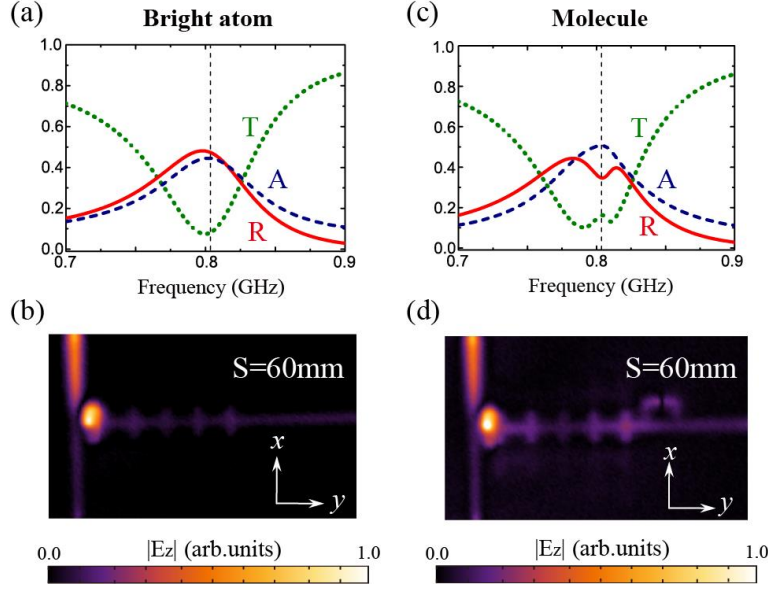 (a) Bright atom
1.0
0.8
0.6
0.4
0.2
0.0
T
A
R
0.7 0.8 0.9
Frequency (GHz)
(c) Molecule
1.0
0.8
0.6
0.4
0.2
0.0
T
A
R
0.7 0.8 0.9
Frequency (GHz)
(b)
S=60mm
x
y
0.0 |Ez| (arb.units) 1.0
(d)
S=60mm
x
y
0.0 |Ez| (arb.units) 1.0